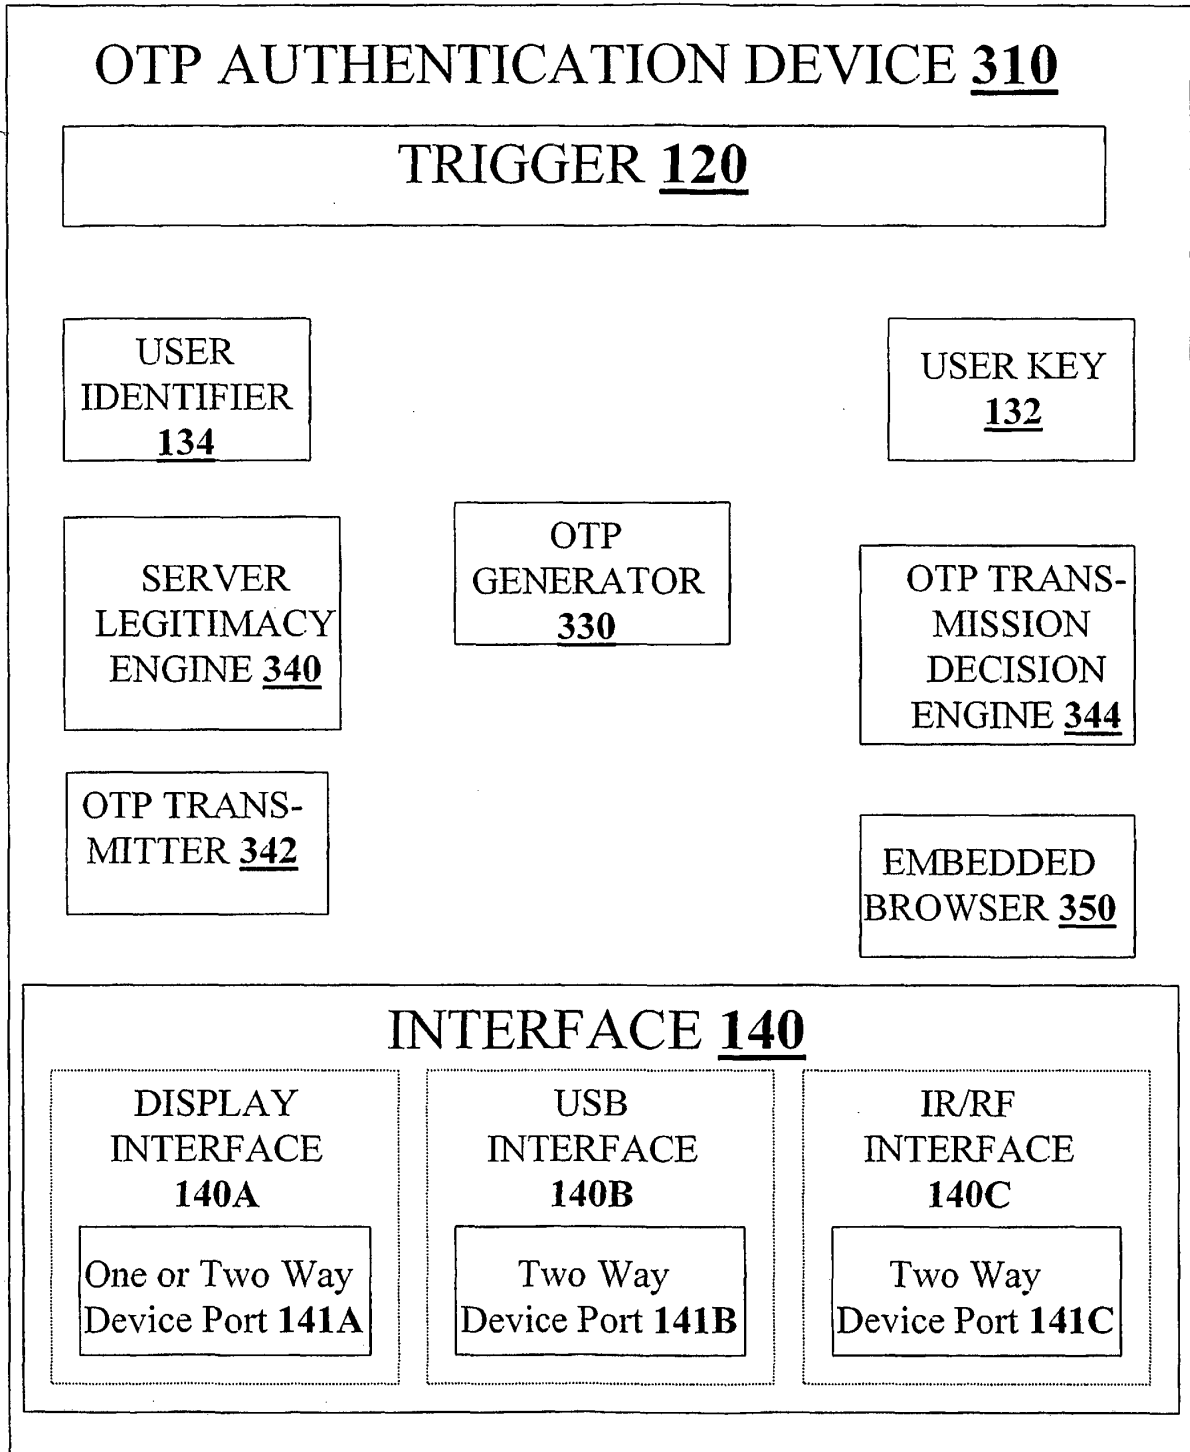 OTP AUTHENTICATION DEVICE 310
TRIGGER 120
USER
IDENTIFIER
134
USER KEY
132
SERVER
LEGITIMACY
ENGINE 340
OTP
GENERATOR
330
OTP TRANS-
MISSION
DECISION
ENGINE 344
OTP TRANS-
MITTER 342
EMBEDDED
BROWSER 350
INTERFACE 140
DISPLAY
INTERFACE
140A
One or Two Way
Device Port 141A
USB
INTERFACE
140B
Two Way
Device Port 141B
IR/RF
INTERFACE
140C
Two Way
Device Port 141C